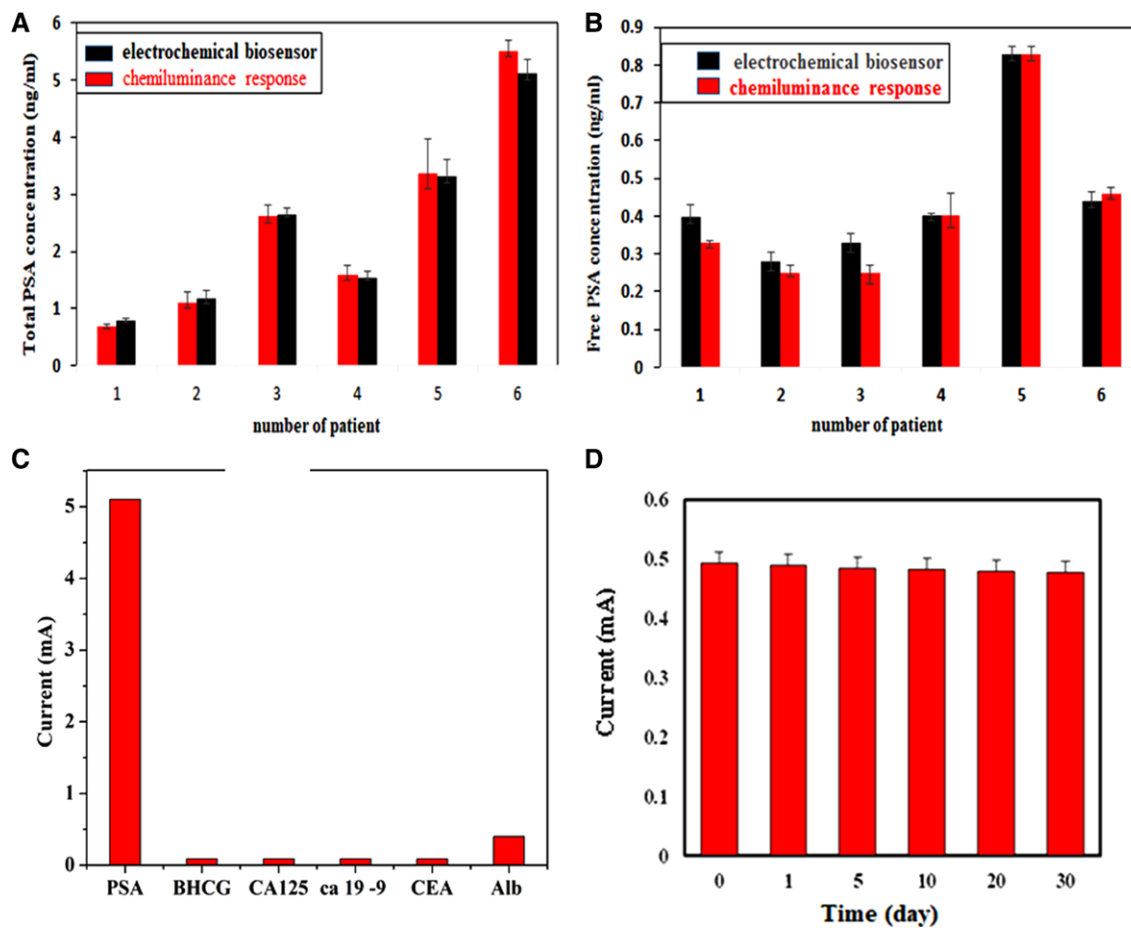 A
Total PSA concentration (ng/ml)
6
5
4
3
2
1
0
electrochemical biosensor
chemiluminance response
1 2 3 4 5 6
number of patient
B
Free PSA concentration (ng/ml)
0.9
0.8
0.7
0.6
0.5
0.4
0.3
0.2
0.1
0
electrochemical biosensor
chemiluminance response
1 2 3 4 5 6
number of patient
C
Current (mA)
5
4
3
2
1
0
PSA BHCG CA125 ca 19 -9 CEA Alb
D
Current (mA)
0.6
0.5
0.4
0.3
0.2
0.1
0
0 1 5 10 20 30
Time (day)